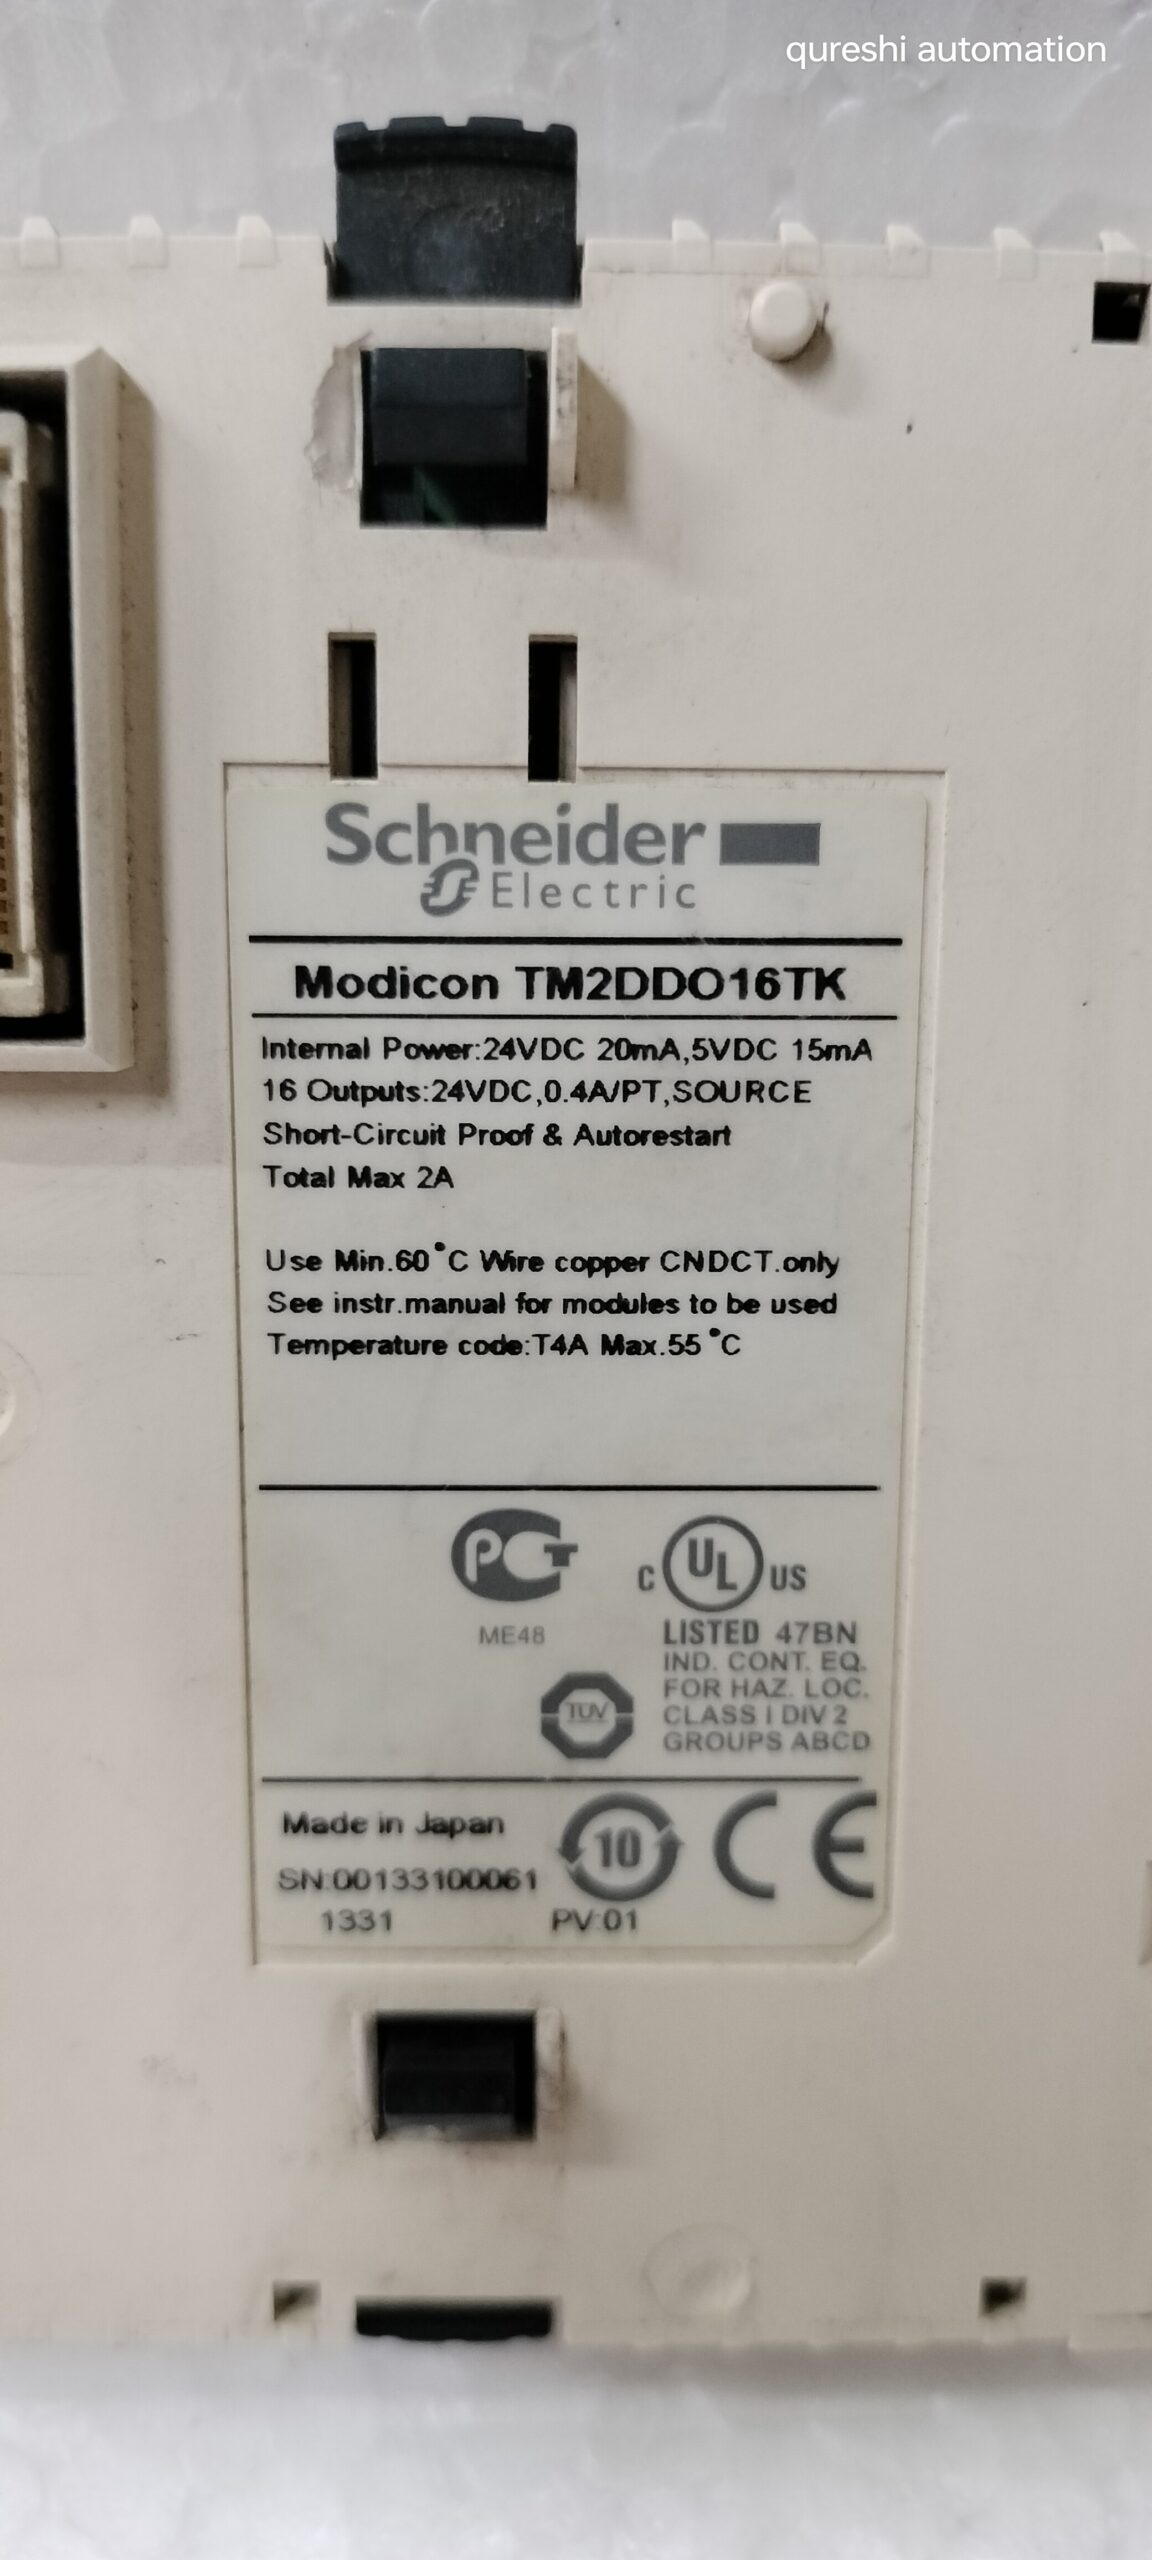 qureshi automation
Schneider
Electric
Modicon TM2DDO16TK
Internal Power:24VDC 20mA,5VDC 15mA
16 Outputs:24VDC,0.4A/PT,SOURCE
Short-Circuit Proof & Autorestart
Total Max 2A
Use Min.60°C Wire copper CNDCT.only
See instr.manual for modules to be used
Temperature code:T4A Max.55°C
PCT
ME48
C UL US
LISTED 47BN
IND. CONT. EQ.
FOR HAZ. LOC.
CLASS I DIV 2
GROUPS ABCD
TUV
Made in Japan
10
CE
SN:00133100061
1331
PV:01